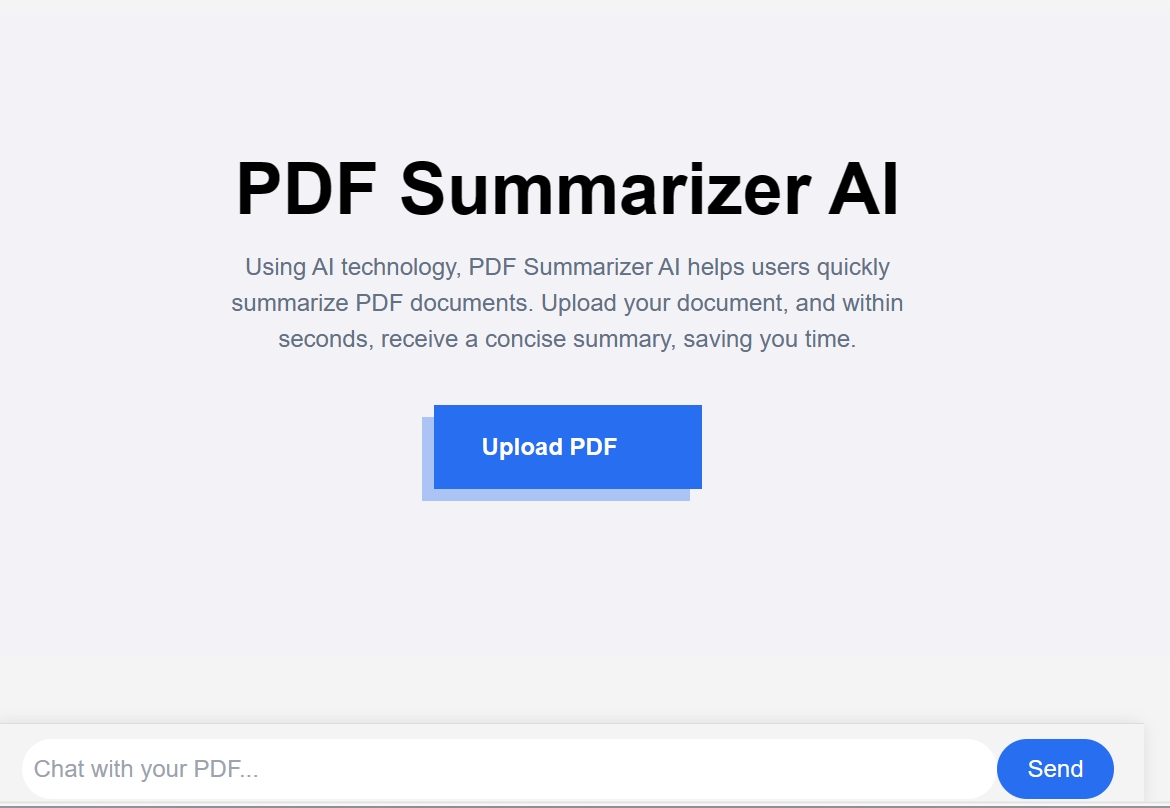 PDF Summarizer AI
Using AI technology, PDF Summarizer AI helps users quickly
summarize PDF documents. Upload your document, and within
seconds, receive a concise summary, saving you time.
Upload PDF
Chat with your PDF...
Send